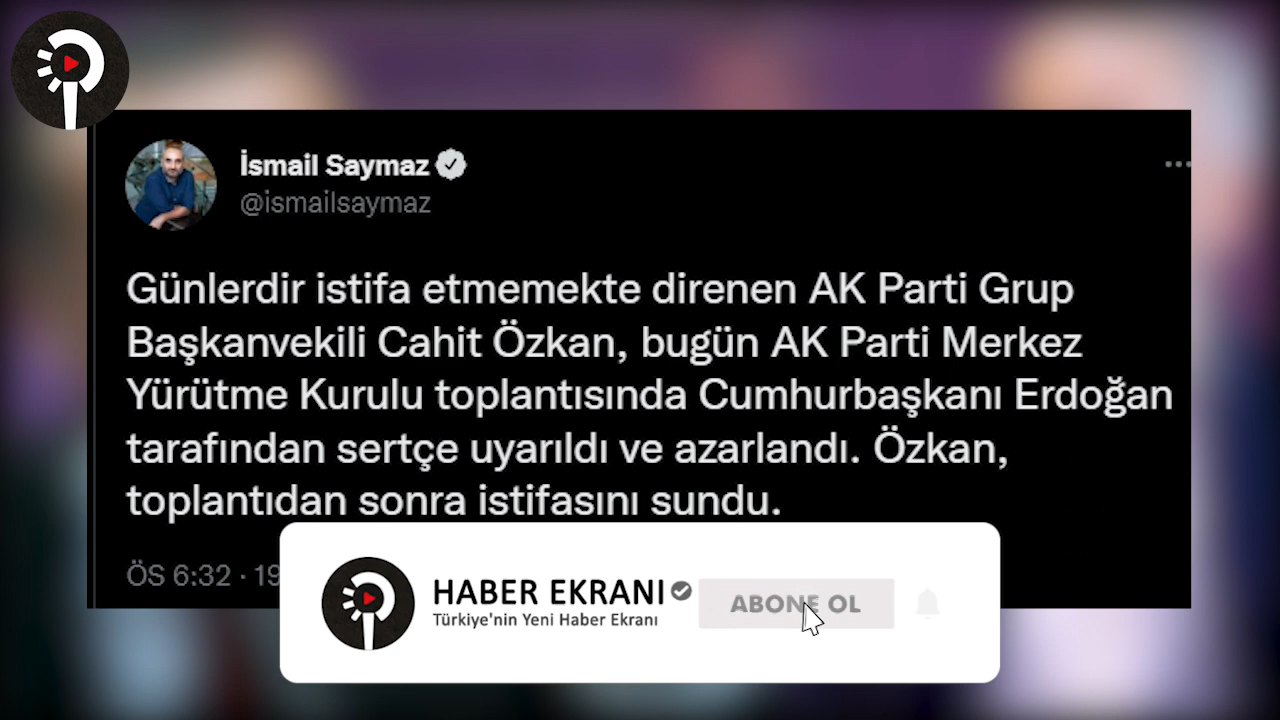 İsmail Saymaz
@ismailsaymaz
Günlerdir istifa etmemekte direnen AK Parti Grup
Başkanvekili Cahit Özkan, bugün AK Parti Merkez
Yürütme Kurulu toplantısında Cumhurbaşkanı Erdoğan
tarafından sertçe uyarıldı ve azarlandı. Özkan,
toplantıdan sonra istifasını sundu.
ÖS 6:32 · 19
HABER EKRANI
Türkiye'nin Yeni Haber Ekranı
ABONE OL